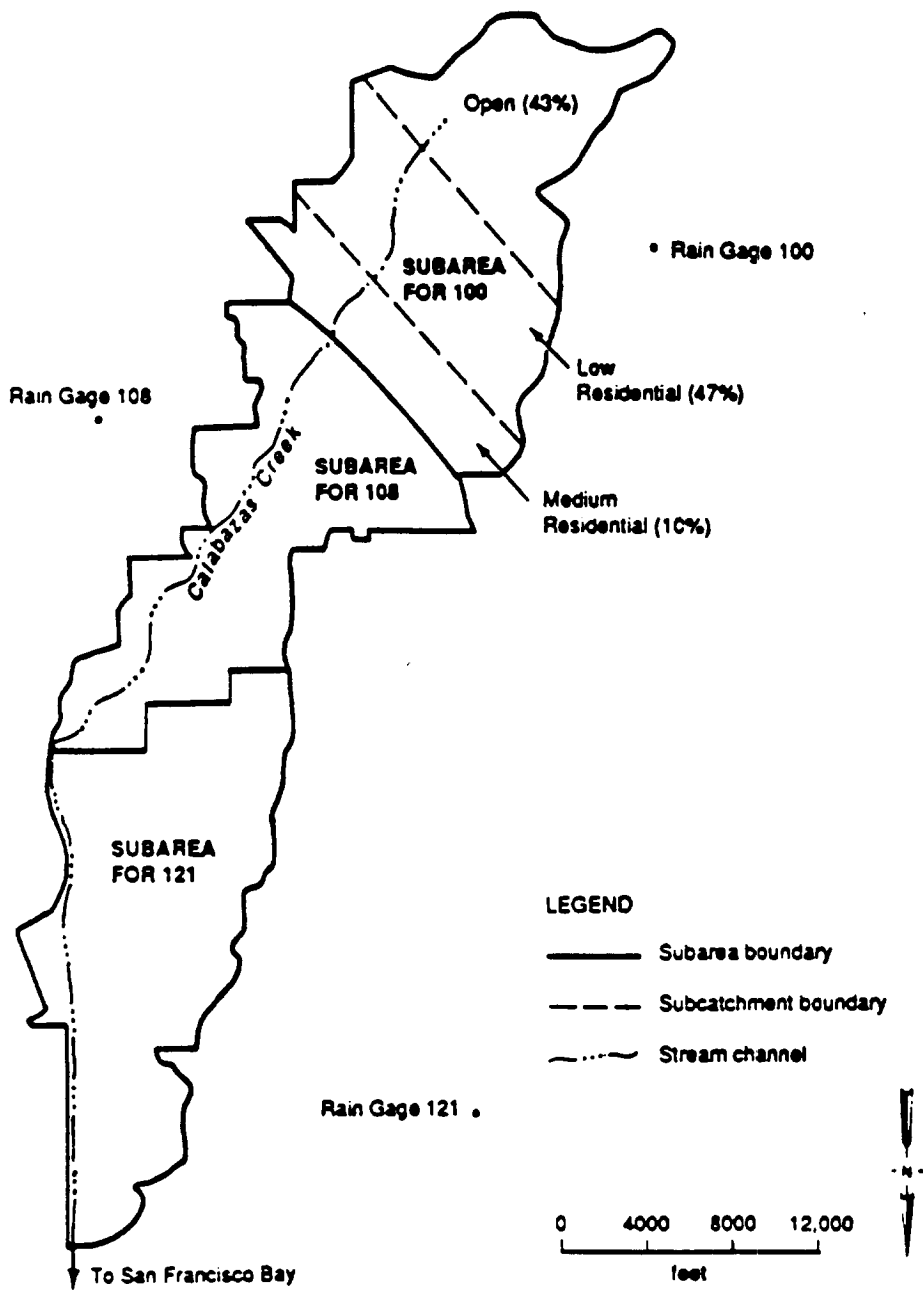 Open (43%)
Rain Gage 100
SUBAREA
FOR 100
Low
Residential (47%)
Rain Gage 108
SUBAREA
FOR 108
Calabazas Creek
Medium
Residential (10%)
SUBAREA
FOR 121
LEGEND
Subarea boundary
Subcatchment boundary
Stream channel
Rain Gage 121
N
0 4000 8000 12,000
feet
To San Francisco Bay